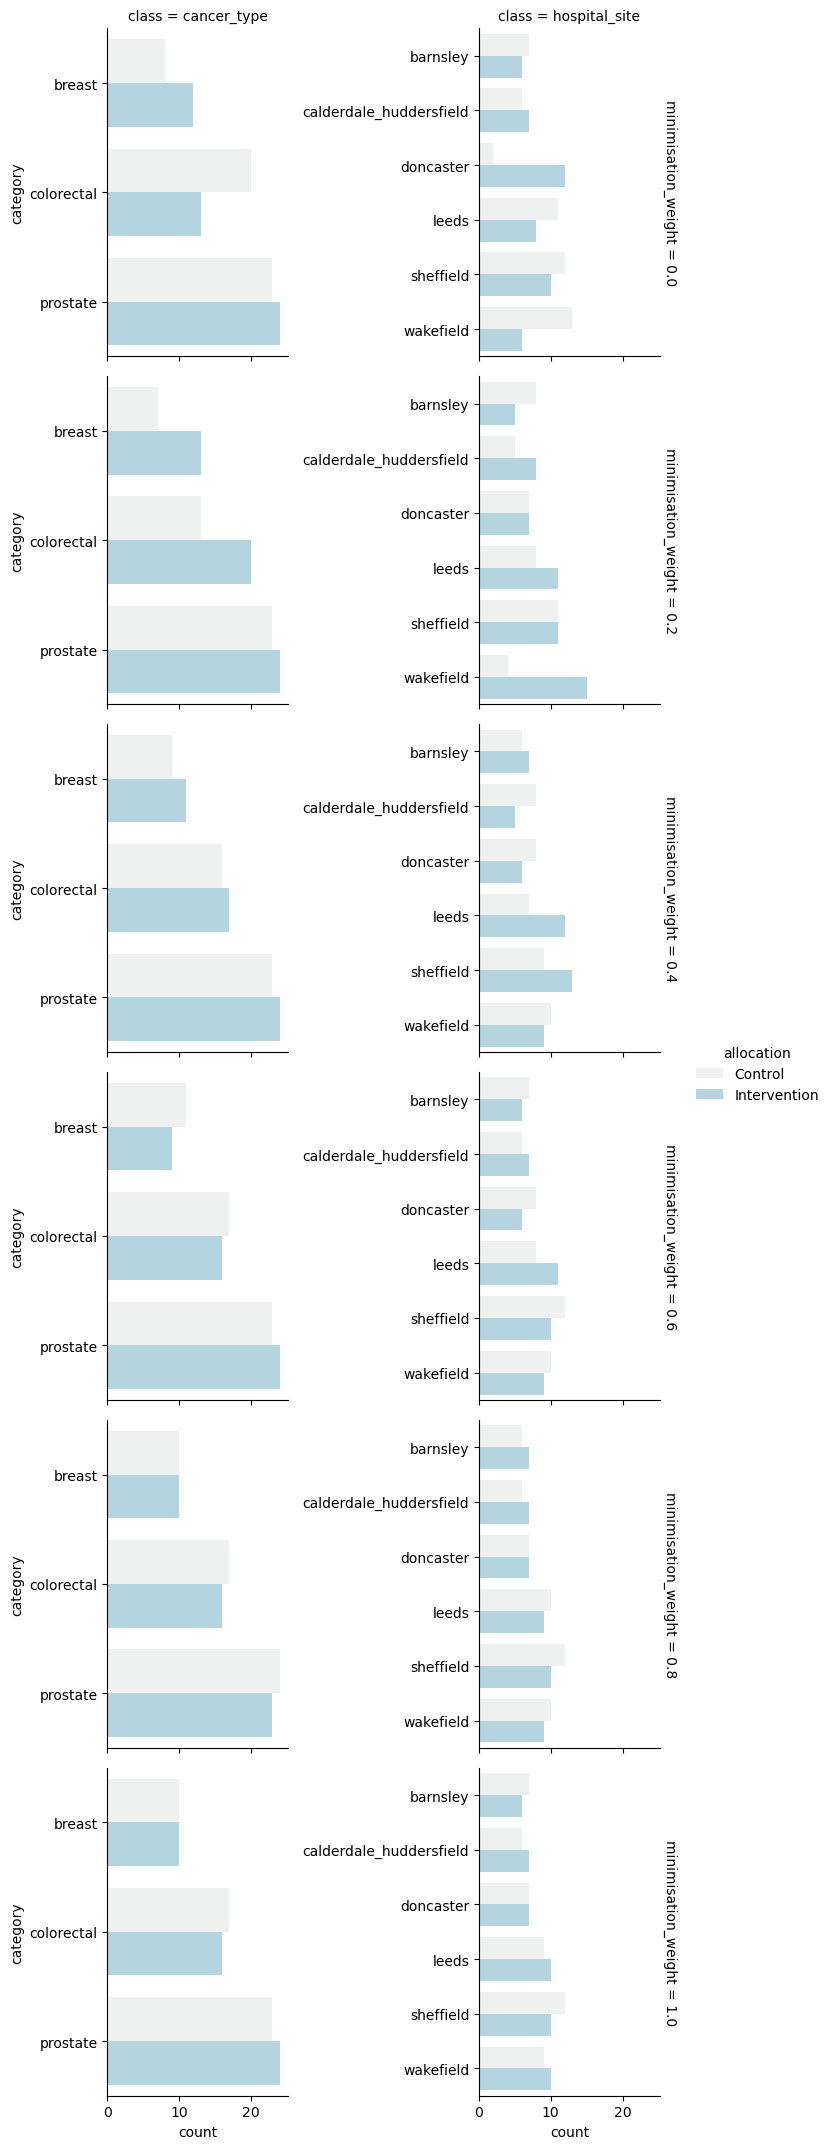 class = cancer_type
class = hospital_site
category
breast
colorectal
prostate
barnsley
calderdale_huddersfield
doncaster
leeds
sheffield
wakefield
minimisation_weight = 0.0
category
breast
colorectal
prostate
barnsley
calderdale_huddersfield
doncaster
leeds
sheffield
wakefield
minimisation_weight = 0.2
category
breast
colorectal
prostate
barnsley
calderdale_huddersfield
doncaster
leeds
sheffield
wakefield
minimisation_weight = 0.4
allocation
Control
Intervention
category
breast
colorectal
prostate
barnsley
calderdale_huddersfield
doncaster
leeds
sheffield
wakefield
minimisation_weight = 0.6
category
breast
colorectal
prostate
barnsley
calderdale_huddersfield
doncaster
leeds
sheffield
wakefield
minimisation_weight = 0.8
category
breast
colorectal
prostate
0 10 20
count
barnsley
calderdale_huddersfield
doncaster
leeds
sheffield
wakefield
0 10 20
count
minimisation_weight = 1.0